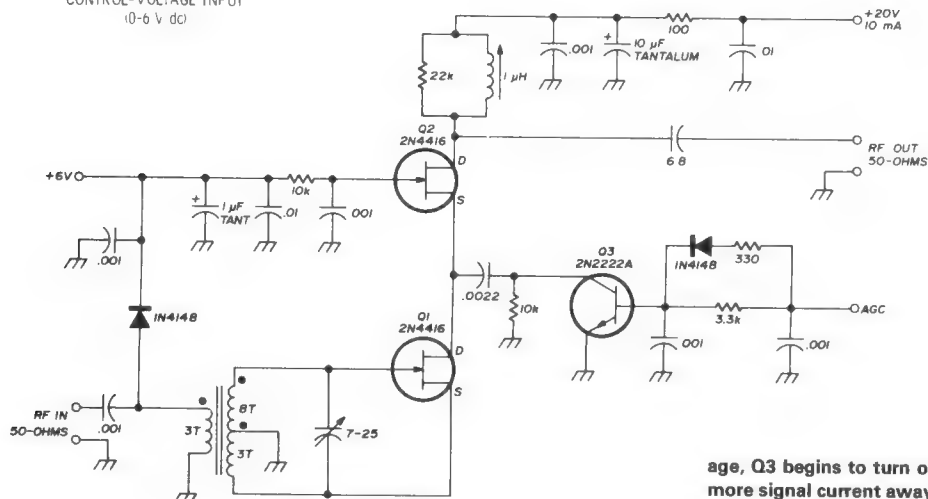 CONTROL-VOLTAGE INPUT
(0-6 V dc)
+20V
10 mA
100
.001
10 µF
TANTALUM
.01
22k
1 µH
Q2
2N4416
D
S
68
RF OUT
50-OHMS
+6V
10k
1 µF
TANT
.01
.001
.001
1N4148
Q3
2N2222A
1N4148
330
.0022
10k
3.3k
AGC
.001
.001
Q1
2N4416
D
S
RF IN
50-OHMS
.001
3T
8T
3T
7-25
age, Q3 begins to turn o
more signal current away